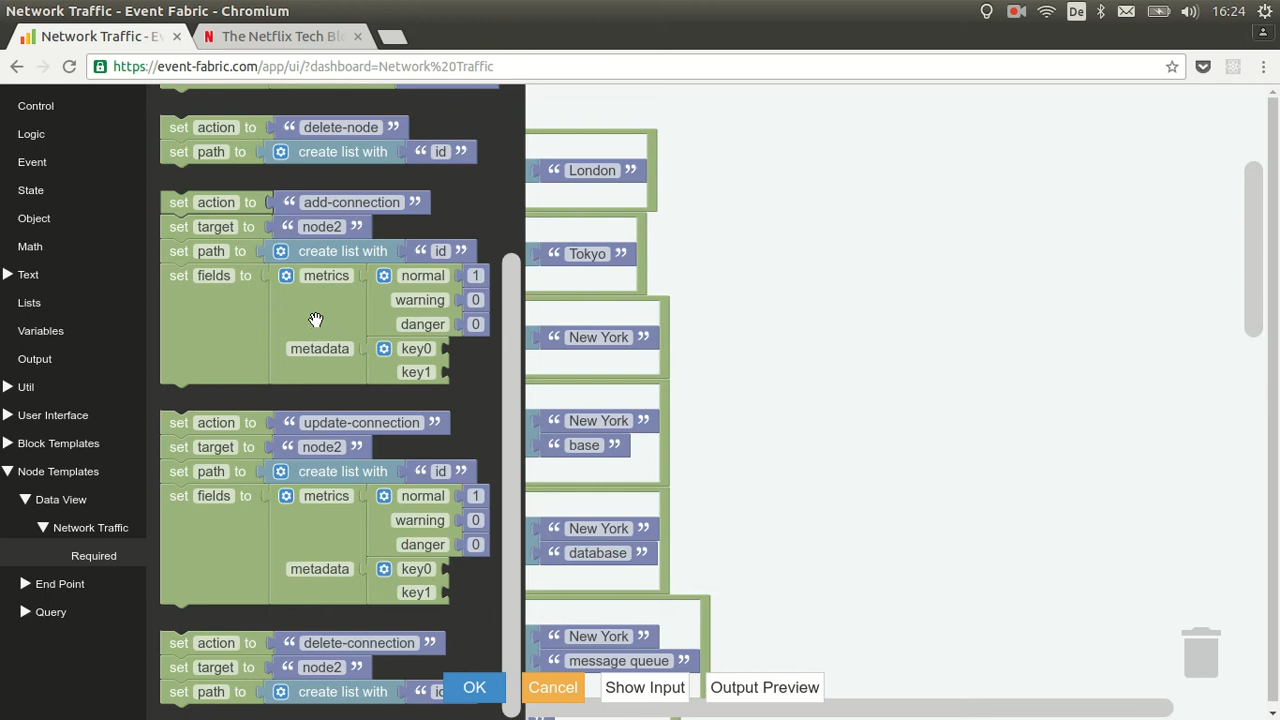 Network Traffic - Event Fabric - Chromium
De
16:24
Network Traffic - Ev
The Netflix Tech Bl
https://event-fabric.com/app/ui/?dashboard=Network%20Traffic
Control
Logic
Event
State
Object
Math
Text
Lists
Variables
Output
Util
User Interface
Block Templates
Node Templates
Data View
Network Traffic
Required
End Point
Query
set action to “ delete-node ”
set path to create list with “ id ”
set action to “ add-connection ”
set target to “ node2 ”
set path to create list with “ id ”
set fields to metrics normal 1
warning 0
danger 0
metadata key0
key1
set action to “ update-connection ”
set target to “ node2 ”
set path to create list with “ id ”
set fields to metrics normal 1
warning 0
danger 0
metadata key0
key1
set action to “ delete-connection ”
set target to “ node2 ”
set path to create list with “
“ London ”
“ Tokyo ”
“ New York ”
“ New York ”
“ base ”
“ New York ”
“ database ”
“ New York ”
“ message queue ”
OK
Cancel
Show Input
Output Preview